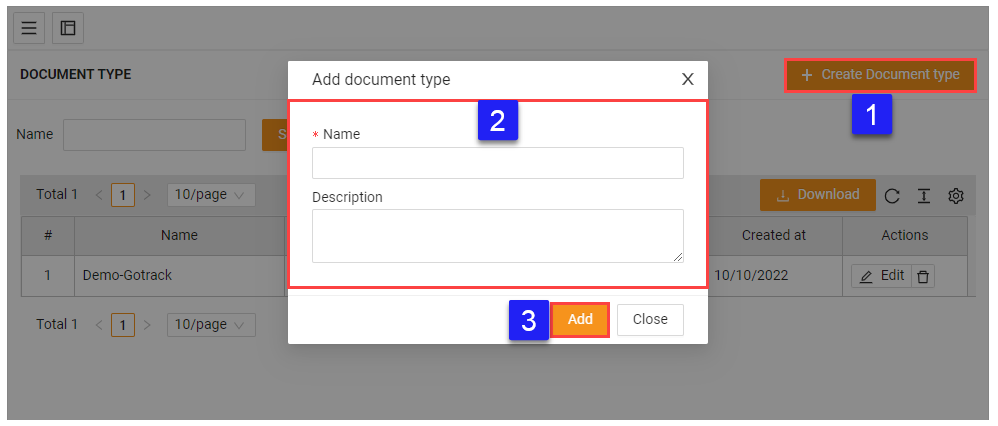 DOCUMENT TYPE
+ Create Document type
1
Add document type
X
2
Name
* Name
Description
Total 1 < 1 > 10/page
Download
# Name Created at Actions
1 Demo-Gotrack 10/10/2022 Edit
3 Add Close
Total 1 < 1 > 10/page